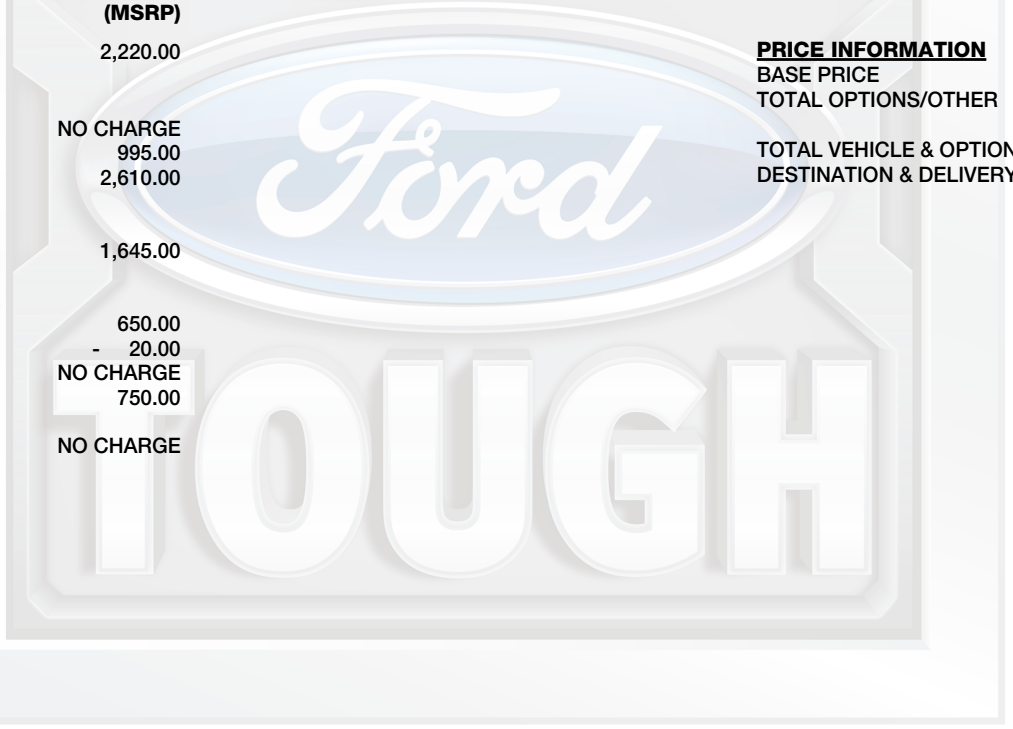 (MSRP)
2,220.00
NO CHARGE
995.00
2,610.00
1,645.00
650.00
- 20.00
NO CHARGE
750.00
NO CHARGE
PRICE INFORMATION
BASE PRICE
TOTAL OPTIONS/OTHER
TOTAL VEHICLE & OPTION
DESTINATION & DELIVERY
Ford
TOUGH